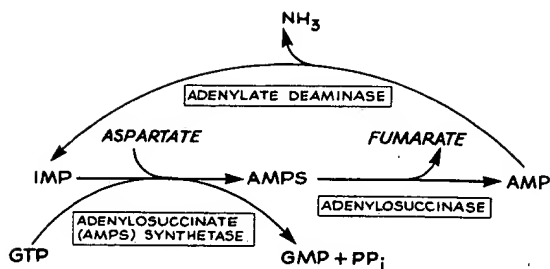 NH3
ADENYLATE DEAMINASE
ASPARTATE
FUMARATE
IMP
AMPS
AMP
ADENYLOSUCCINATE
(AMPS) SYNTHETASE
ADENYLOSUCCINASE
GTP
GMP + PPi